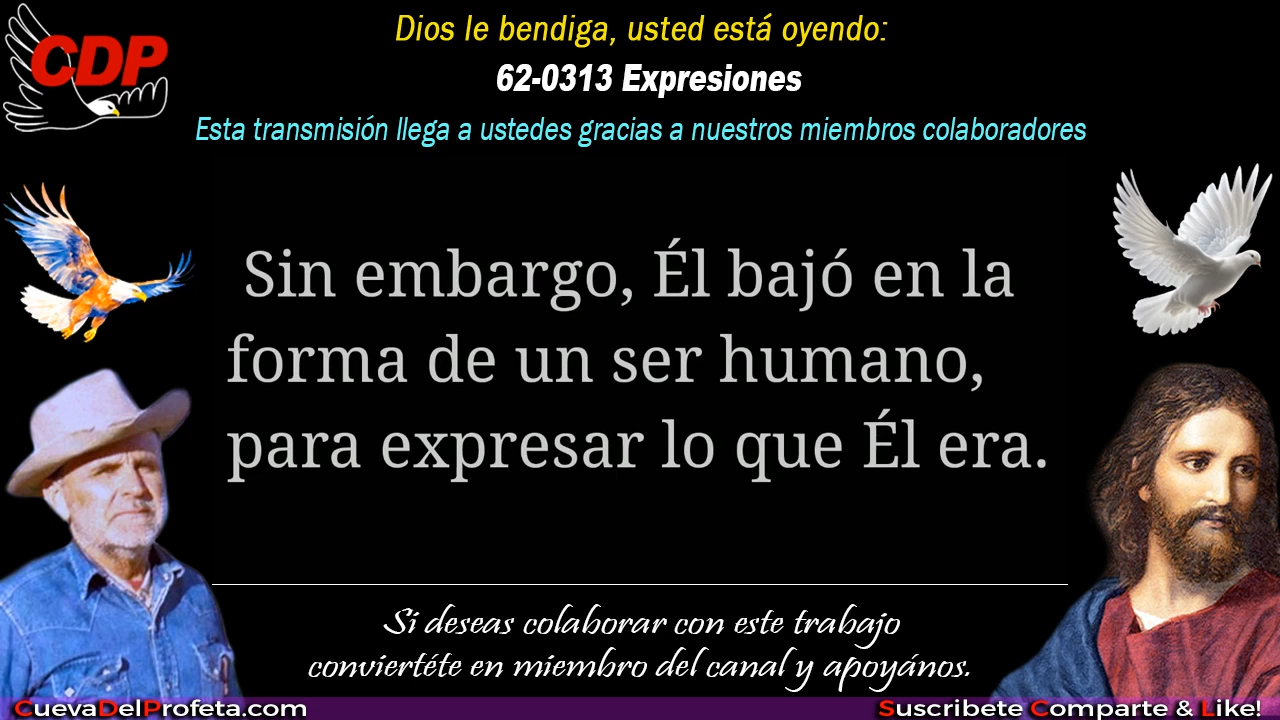 CDP
Dios le bendiga, usted está oyendo:
62-0313 Expresiones
Esta transmisión llega a ustedes gracias a nuestros miembros colaboradores
Sin embargo, Él bajó en la
forma de un ser humano,
para expresar lo que Él era.
Si deseas colaborar con este trabajo
conviertéte en miembro del canal y apoyános.
CuevaDelProfeta.com
Suscribete Comparte & Like!